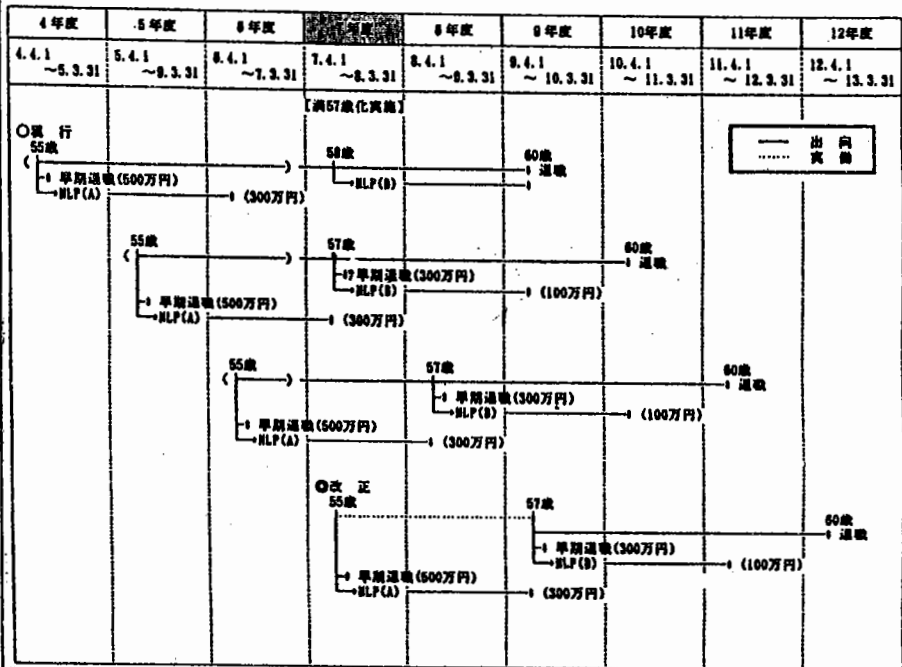 4年度 5年度 6年度 7年度 8年度 9年度 10年度 11年度 12年度
4.4.1 5.4.1 6.4.1 7.4.1 8.4.1 9.4.1 10.4.1 11.4.1 12.4.1
～5.3.31 ～9.3.31 ～7.3.31 ～8.3.31 ～9.3.31 ～10.3.31 ～11.3.31 ～12.3.31 ～13.3.31
【満57歳化実施】
○現 行
出 向
実 働
55歳 58歳 60歳
退職
早期退職(500万円) NLP(B)
NLP(A) (300万円)
55歳 57歳 60歳
退職
早期退職(300万円)
NLP(B) (100万円)
早期退職(500万円)
NLP(A) (300万円)
55歳 57歳 60歳
退職
早期退職(300万円)
NLP(B) (100万円)
早期退職(500万円)
NLP(A) (300万円)
○改 正
55歳 57歳 60歳
退職
早期退職(300万円)
NLP(B) (100万円)
早期退職(500万円)
NLP(A) (300万円)